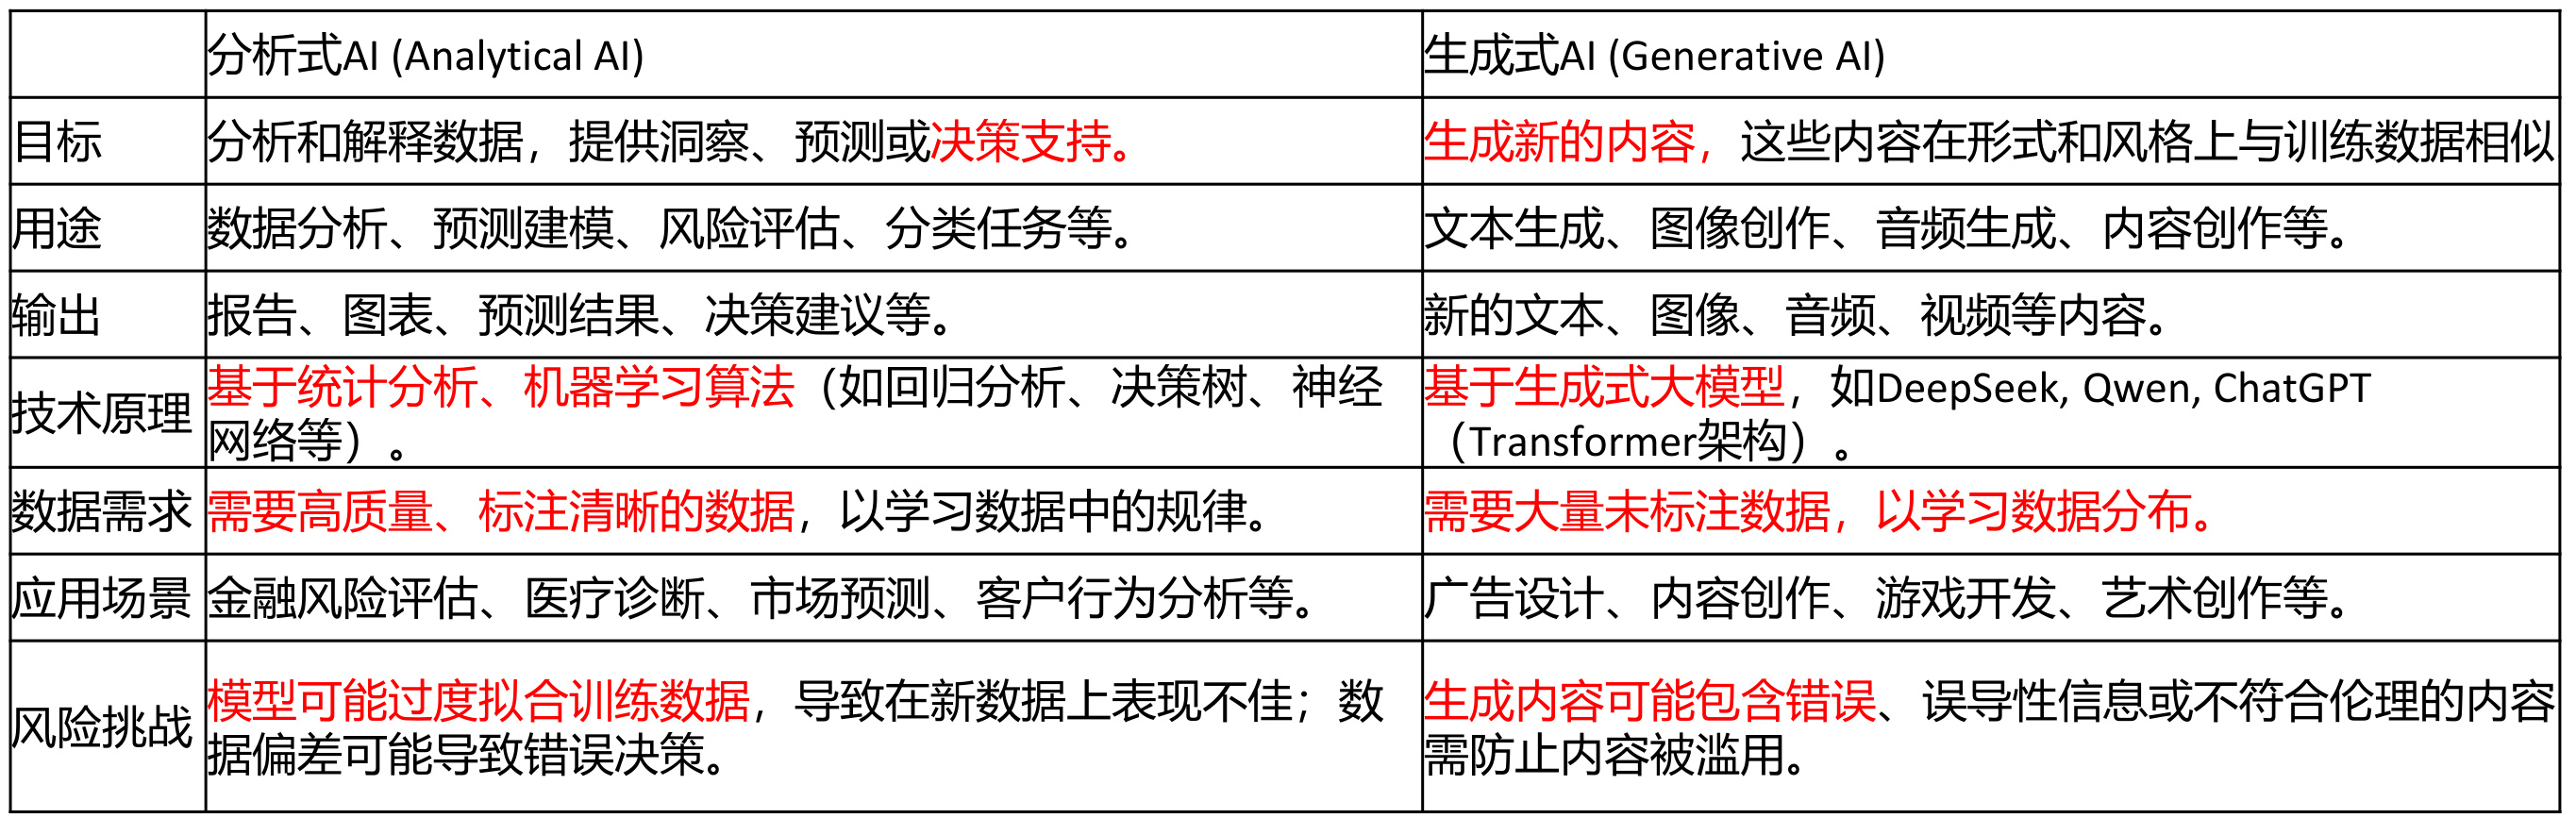 分析式AI (Analytical AI)
生成式AI (Generative AI)
目标
分析和解释数据，提供洞察、预测或决策支持。
生成新的内容，这些内容在形式和风格上与训练数据相似
用途
数据分析、预测建模、风险评估、分类任务等。
文本生成、图像创作、音频生成、内容创作等。
输出
报告、图表、预测结果、决策建议等。
新的文本、图像、音频、视频等内容。
技术原理
基于统计分析、机器学习算法（如回归分析、决策树、神经
网络等）。
基于生成式大模型，如DeepSeek, Qwen, ChatGPT
（Transformer架构）。
数据需求
需要高质量、标注清晰的数据，以学习数据中的规律。
需要大量未标注数据，以学习数据分布。
应用场景
金融风险评估、医疗诊断、市场预测、客户行为分析等。
广告设计、内容创作、游戏开发、艺术创作等。
风险挑战
模型可能过度拟合训练数据，导致在新数据上表现不佳；数
据偏差可能导致错误决策。
生成内容可能包含错误、误导性信息或不符合伦理的内容
需防止内容被滥用。